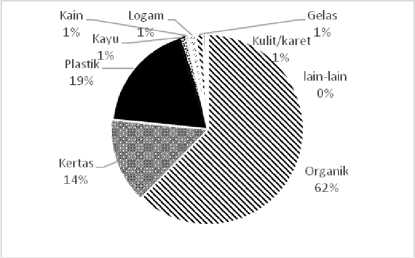 Kain
1%
Logam
1%
Gelas
1%
Kayu
1%
Kulit/karet
1%
Plastik
19%
lain-lain
0%
Kertas
14%
Organik
62%